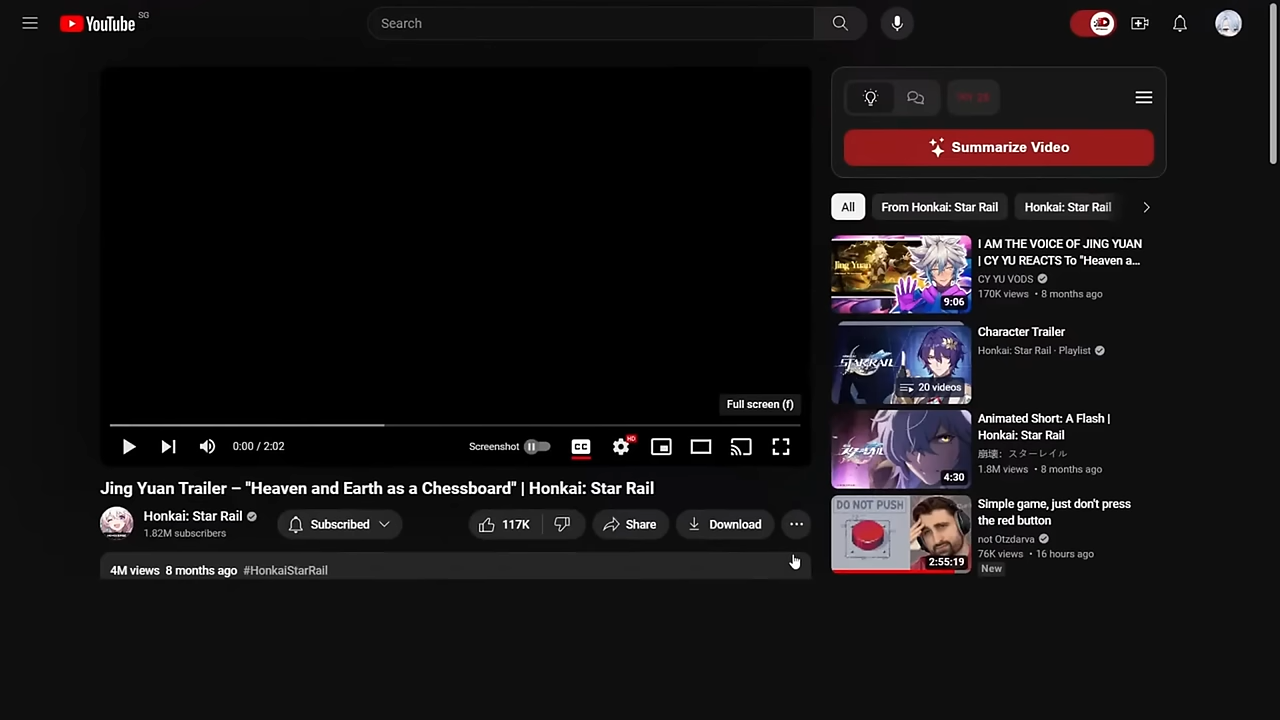 YouTube SG
Search
Full screen (f)
0:00 / 2:02
Screenshot
CC
HD
Jing Yuan Trailer – "Heaven and Earth as a Chessboard" | Honkai: Star Rail
Honkai: Star Rail
1.82M subscribers
Subscribed
117K
Share
Download
4M views 8 months ago #HonkaiStarRail
Summarize Video
All
From Honkai: Star Rail
Honkai: Star Rail
Jing Yuan
9:06
I AM THE VOICE OF JING YUAN
| CY YU REACTS To "Heaven a...
CY YU VODS
170K views • 8 months ago
STAR RAIL
20 videos
Character Trailer
Honkai: Star Rail · Playlist
4:30
Animated Short: A Flash |
Honkai: Star Rail
崩壊：スターレイル
1.8M views • 8 months ago
DO NOT PUSH
2:55:19
Simple game, just don't press
the red button
not Otzdarva
76K views • 16 hours ago
New